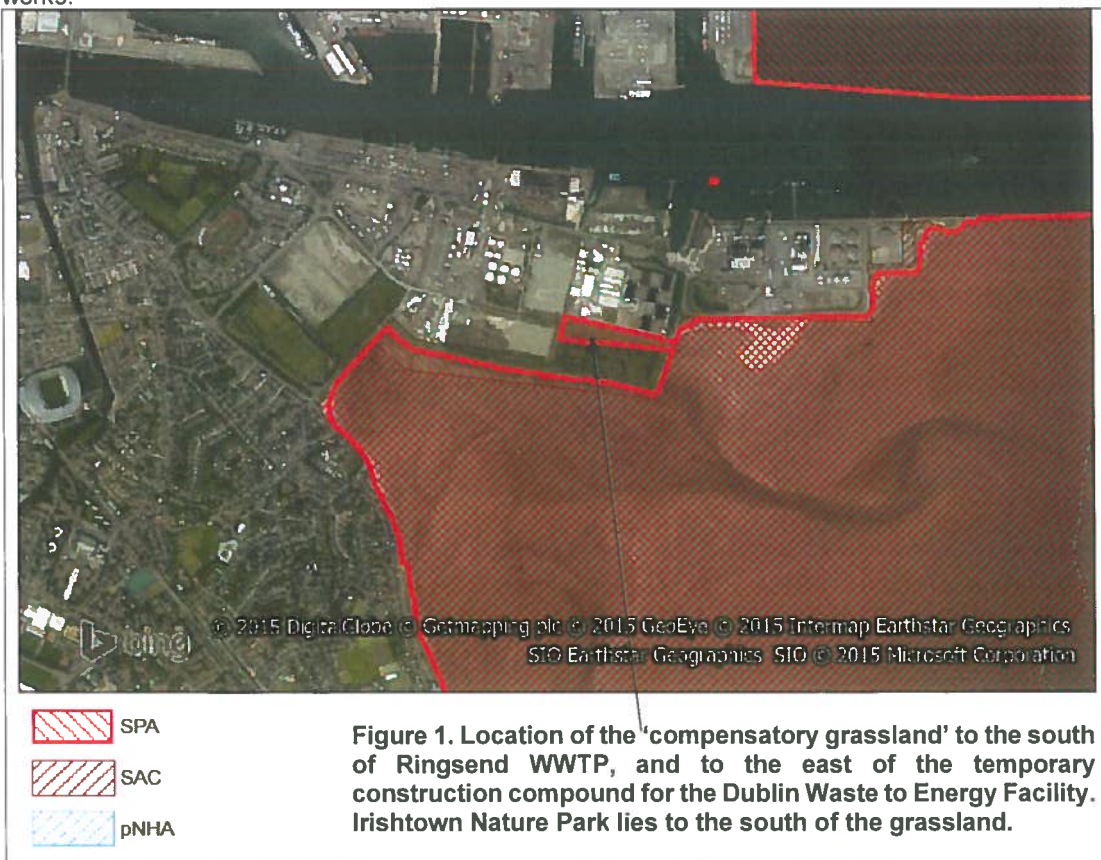 works.
bing
© 2015 DigitalGlobe © Getmapping plc © 2015 GeoEye © 2015 Intermap Earthstar Geographics
SIO Earthstar Geographics SIO © 2015 Microsoft Corporation
SPA
SAC
pNHA
Figure 1. Location of the 'compensatory grassland' to the south
of Ringsend WWTP, and to the east of the temporary
construction compound for the Dublin Waste to Energy Facility.
Irishtown Nature Park lies to the south of the grassland.